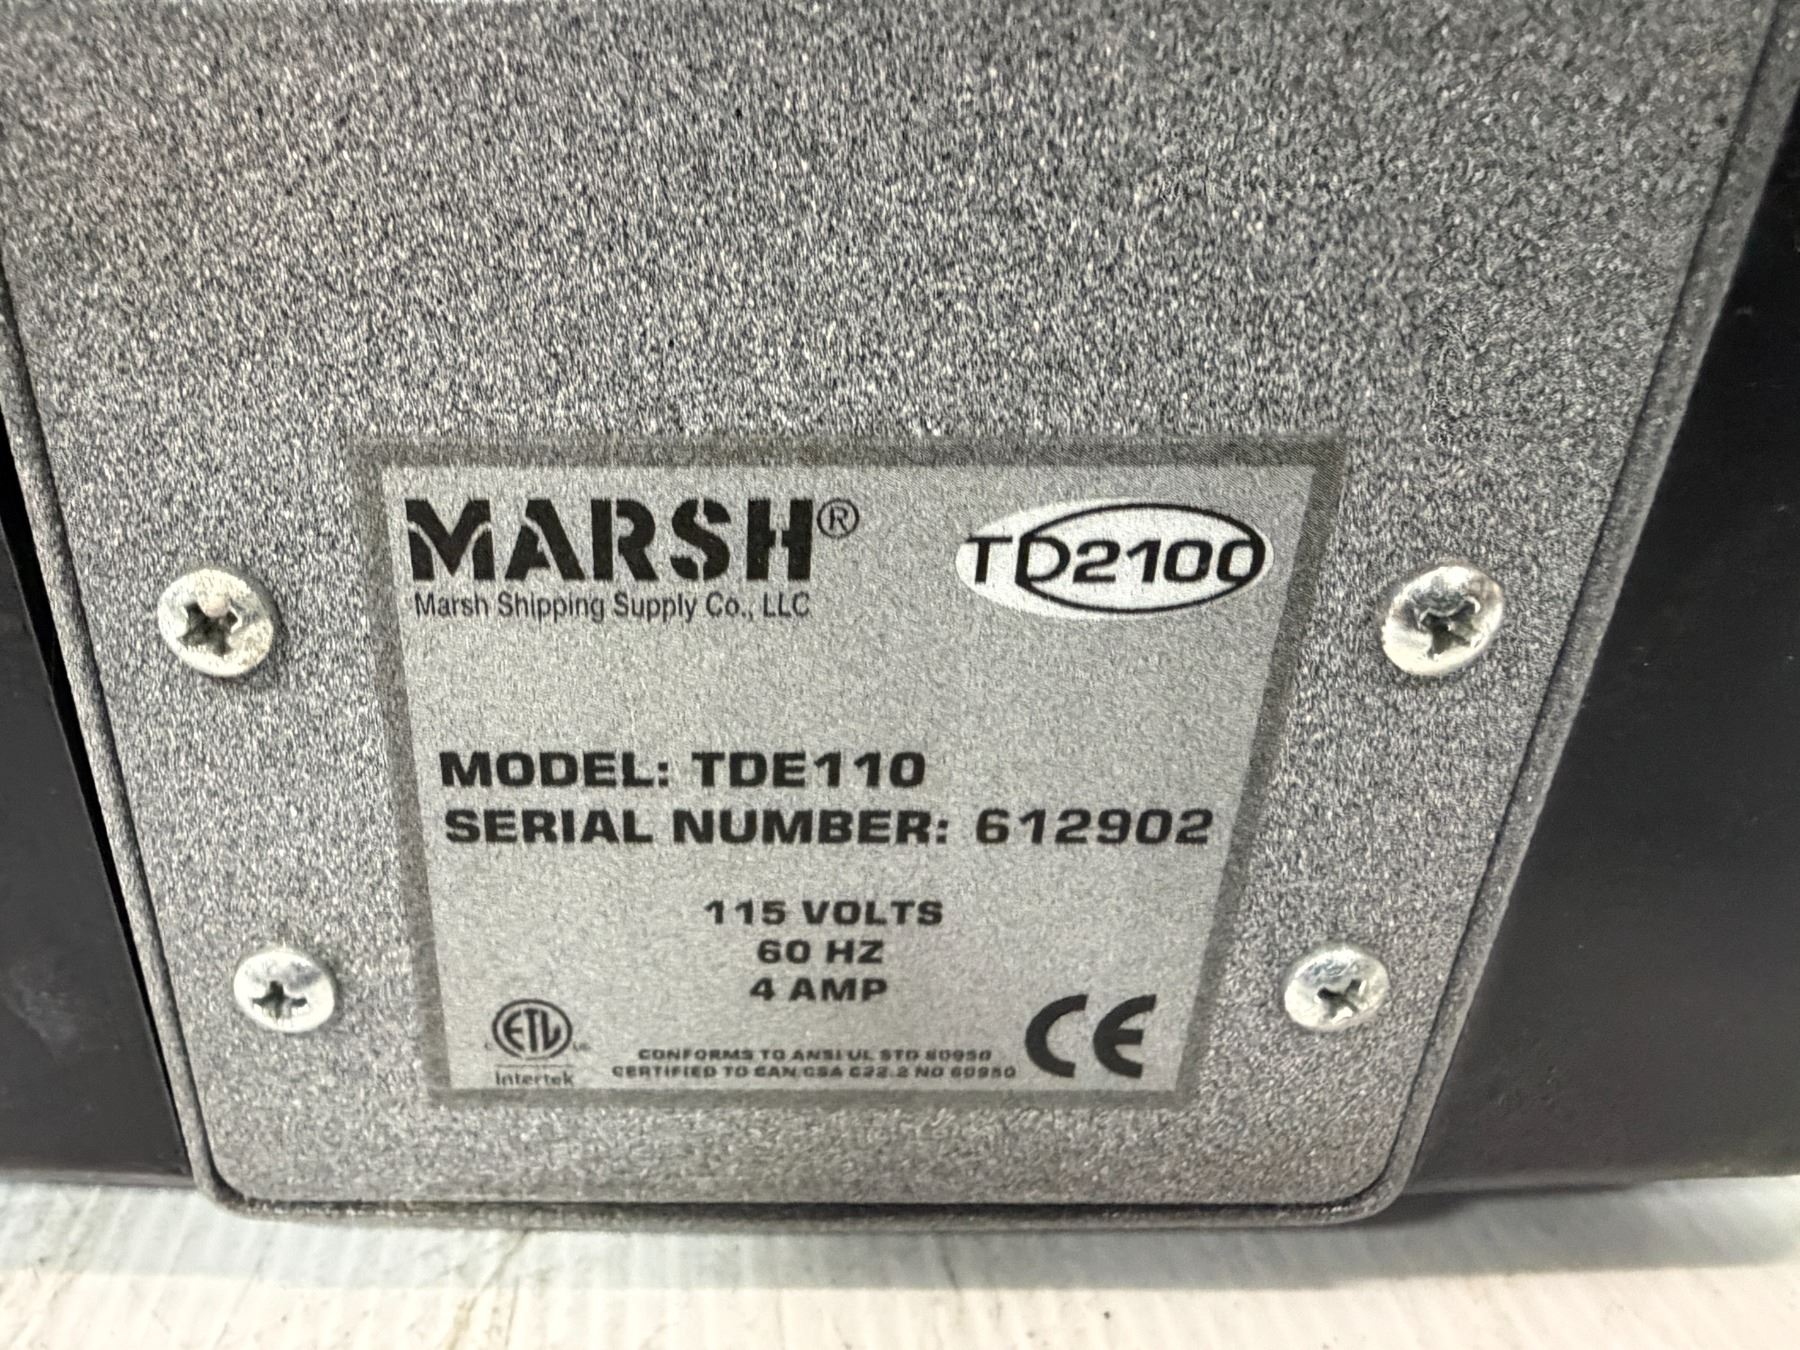 MARSH®
Marsh Shipping Supply Co., LLC
TD2100
MODEL: TDE110
SERIAL NUMBER: 612902
115 VOLTS
60 HZ
4 AMP
ETL
Intertek
CONFORMS TO ANSI UL STD 60950
CERTIFIED TO CAN CSA C22.2 NO 60950
CE